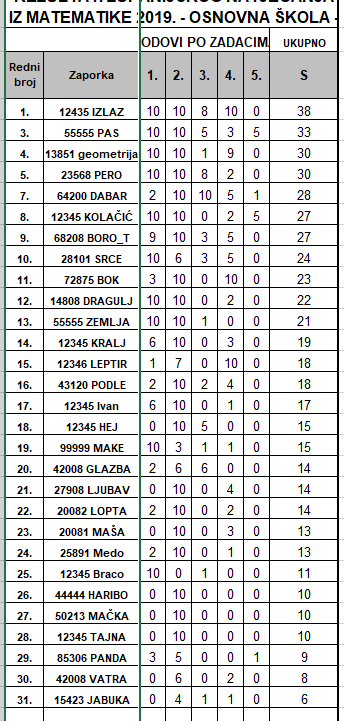 IZ MATEMATIKE 2019. - OSNOVNA ŠKOLA -
UKUPNO
Redni broj Zaporka 1. 2. 3. 4. 5. S
1. 12435 IZLAZ 10 10 8 10 0 38
3. 55555 PAS 10 10 5 3 5 33
4. 13851 geometrija 10 10 1 9 0 30
5. 23568 PERO 10 10 8 2 0 30
7. 64200 DABAR 2 10 10 5 1 28
8. 12345 KOLAČIĆ 10 10 0 2 5 27
9. 68208 BORO_T 9 10 3 5 0 27
10. 28101 SRCE 10 6 3 5 0 24
11. 72875 BOK 3 10 0 10 0 23
12. 14808 DRAGULJ 10 10 0 2 0 22
13. 55555 ZEMLJA 10 10 1 0 0 21
14. 12345 KRALJ 6 10 0 3 0 19
15. 12346 LEPTIR 1 7 0 10 0 18
16. 43120 PODLE 2 10 2 4 0 18
17. 12345 Ivan 6 10 0 1 0 17
18. 12345 HEJ 0 10 5 0 0 15
19. 99999 MAKE 10 3 1 1 0 15
20. 42008 GLAZBA 2 6 6 0 0 14
21. 27908 LJUBAV 0 10 0 4 0 14
22. 20082 LOPTA 2 10 0 2 0 14
23. 20081 MAŠA 0 10 0 3 0 13
24. 25891 Medo 2 10 0 1 0 13
25. 12345 Braco 10 0 1 0 0 11
26. 44444 HARIBO 0 10 0 0 0 10
27. 50213 MAČKA 0 10 0 0 0 10
28. 12345 TAJNA 0 10 0 0 0 10
29. 85306 PANDA 3 5 0 0 1 9
30. 42008 VATRA 0 6 0 2 0 8
31. 15423 JABUKA 0 4 1 1 0 6